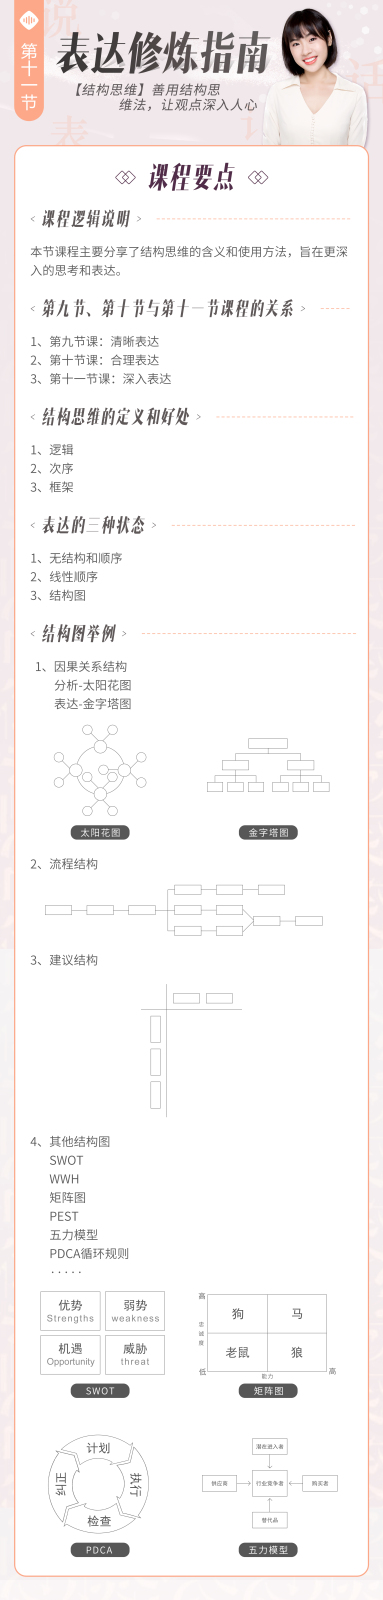 第十一节
表达修炼指南
【结构思维】善用结构思
维法，让观点深入人心
说
表
课程要点
< 课程逻辑说明 >
本节课程主要分享了结构思维的含义和使用方法，旨在更深
入的思考和表达。
< 第九节、第十节与第十一节课程的关系 >
1、第九节课：清晰表达
2、第十节课：合理表达
3、第十一节课：深入表达
< 结构思维的定义和好处 >
1、逻辑
2、次序
3、框架
< 表达的三种状态 >
1、无结构和顺序
2、线性顺序
3、结构图
< 结构图举例 >
1、因果关系结构
分析-太阳花图
表达-金字塔图
太阳花图
金字塔图
2、流程结构
3、建议结构
4、其他结构图
SWOT
WWH
矩阵图
PEST
五力模型
PDCA循环规则
·····
优势
Strengths
弱势
weakness
机遇
Opportunity
威胁
threat
SWOT
高
忠诚度
狗
马
老鼠
狼
低
能力
高
矩阵图
计划
执行
检查
纠正
PDCA
潜在进入者
供应商
行业竞争者
购买者
替代品
五力模型